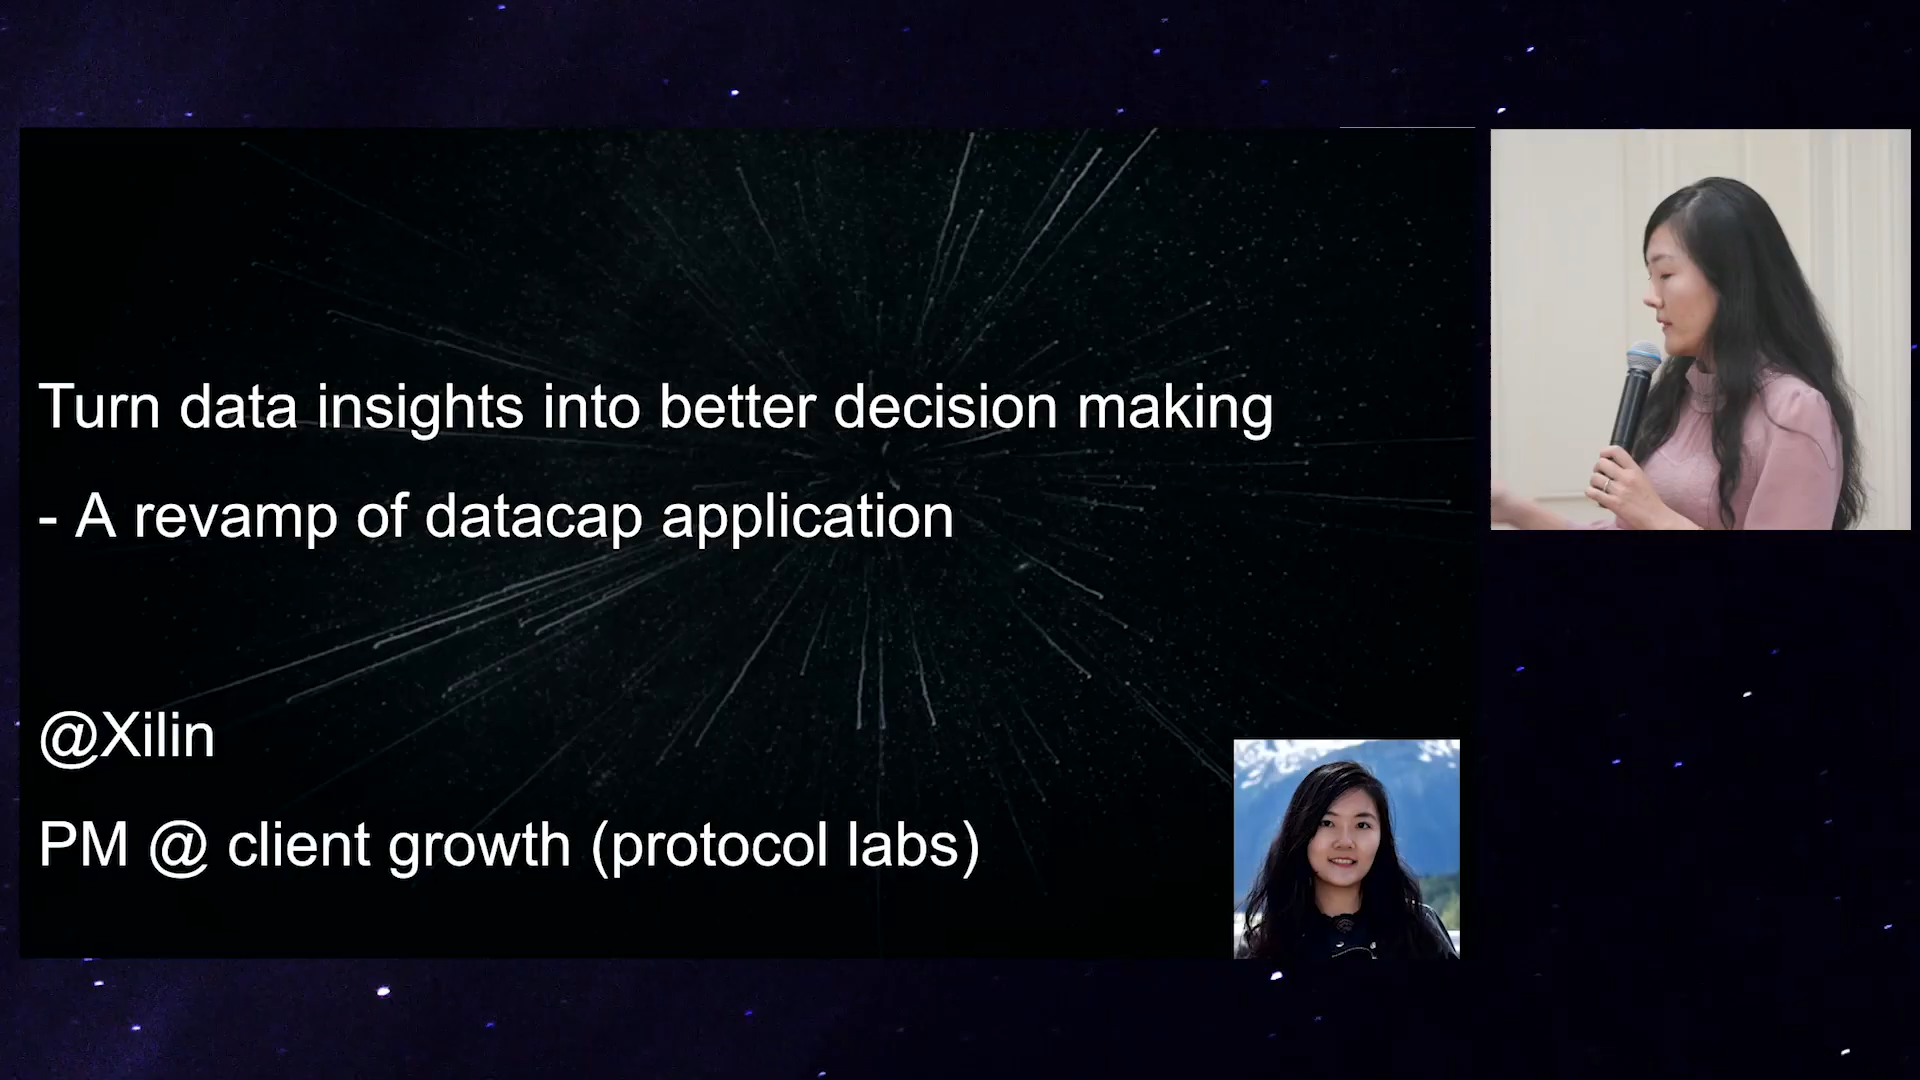 Turn data insights into better decision making
- A revamp of datacap application
@Xilin
PM @ client growth (protocol labs)